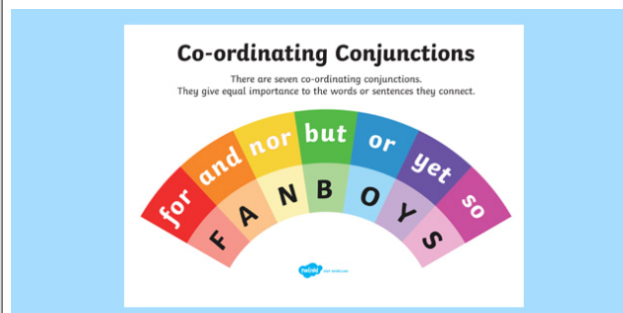 Co-ordinating Conjunctions
There are seven co-ordinating conjunctions.
They give equal importance to the words or sentences they connect.
for and nor but or yet so
F A N B O Y S
twinkl